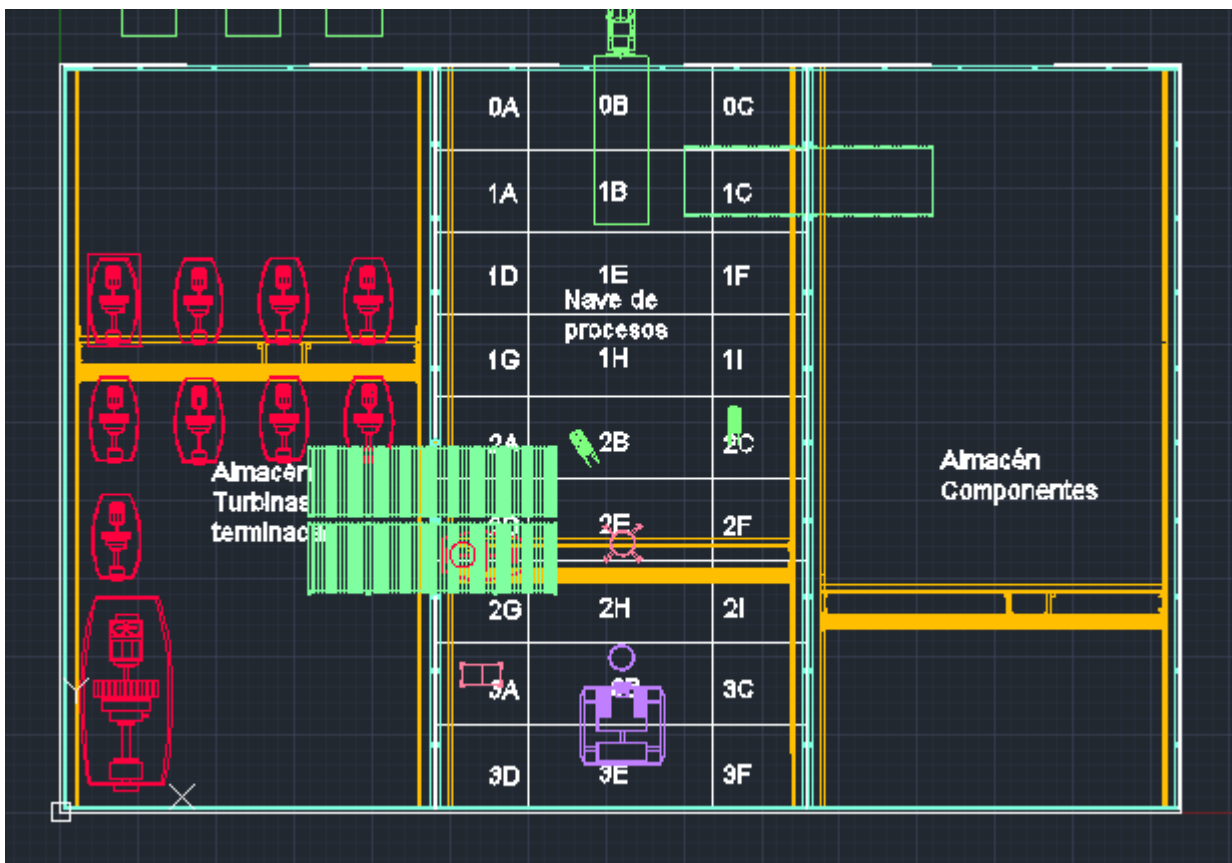 0A 0B 0C
1A 1B 1C
1D 1E 1F
Nave de
procesos
1G 1H 1I
2A 2B 2C
Almacén
Turbinas
Almacén
Componentes
2E 2F
2G 2H 2I
3A 3C
3D 3E 3F
Y
X